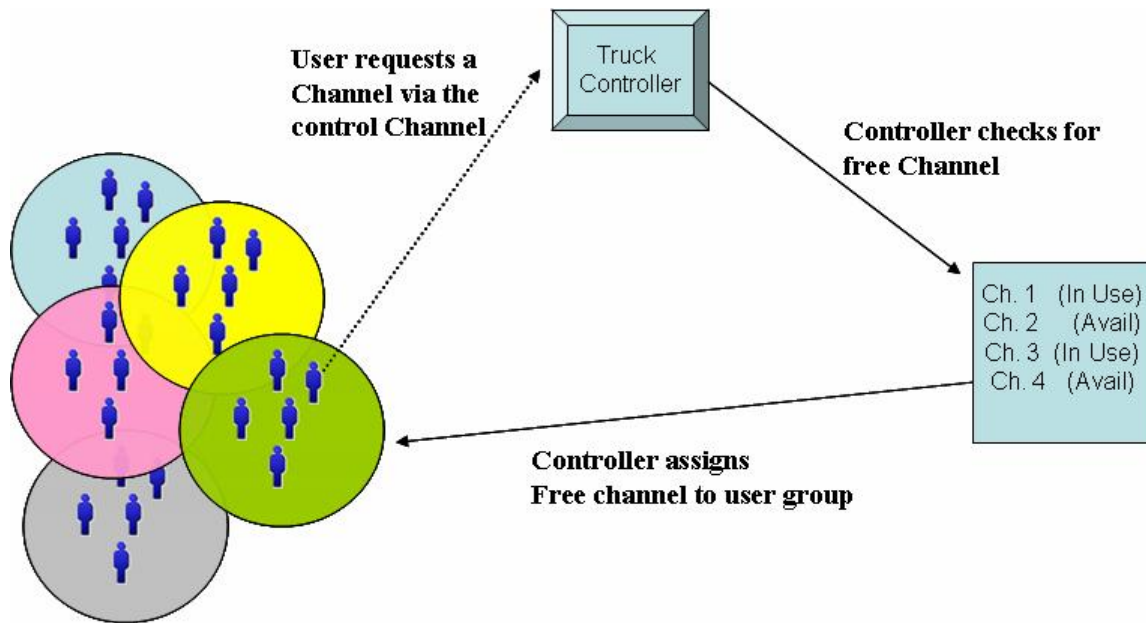 User requests a
Channel via the
control Channel
Truck
Controller
Controller checks for
free Channel
Ch. 1 (In Use)
Ch. 2 (Avail)
Ch. 3 (In Use)
Ch. 4 (Avail)
Controller assigns
Free channel to user group